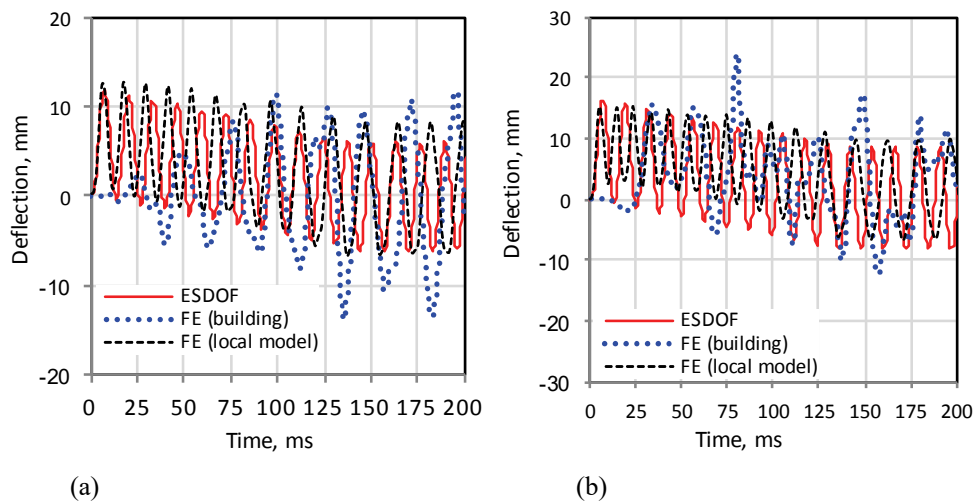 20
10
0
-10
-20
Deflection, mm
ESDOF
FE (building)
FE (local model)
0 25 50 75 100 125 150 175 200
Time, ms
(a)
30
20
10
0
-10
-20
-30
Deflection, mm
ESDOF
FE (building)
FE (local model)
0 25 50 75 100 125 150 175 200
Time, ms
(b)